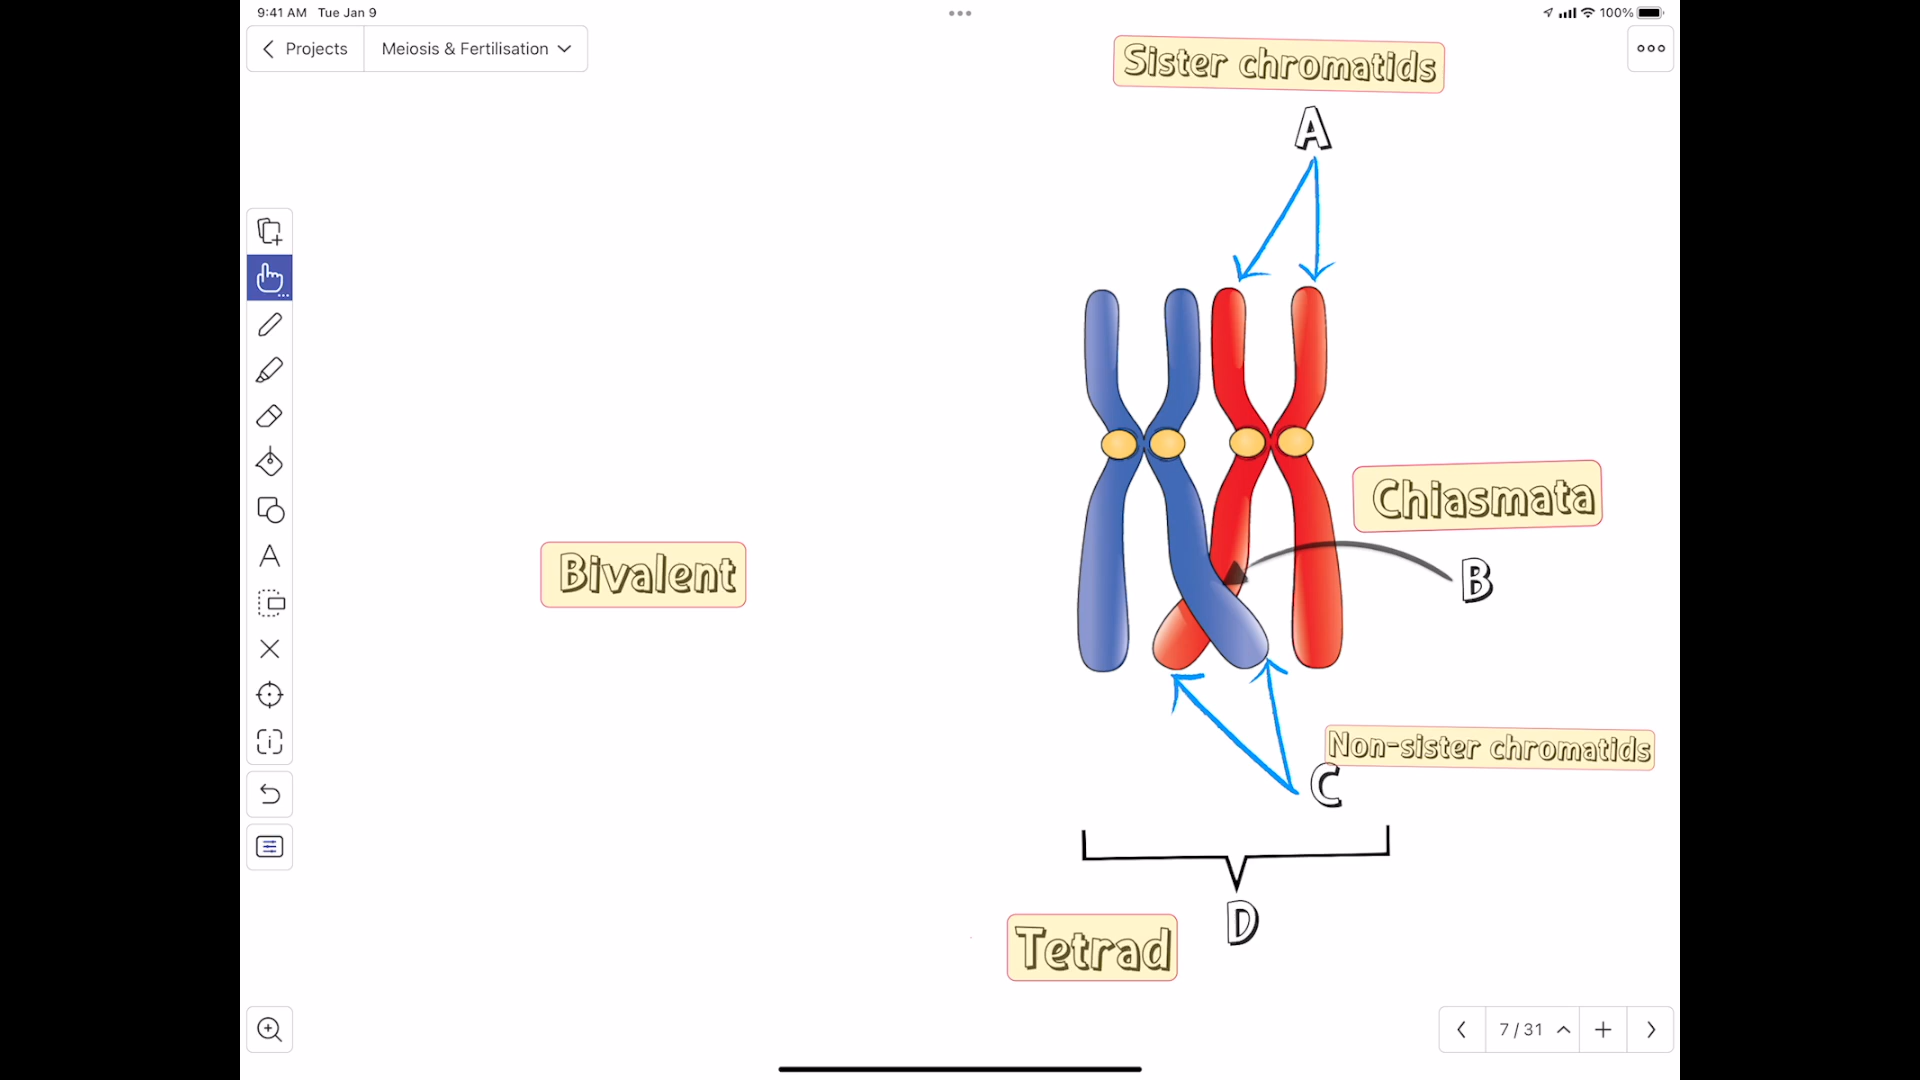 9:41 AM Tue Jan 9
100%
Projects
Meiosis & Fertilisation
Sister chromatids
A
Chiasmata
B
Bivalent
Non-sister chromatids
C
D
Tetrad
7 / 31